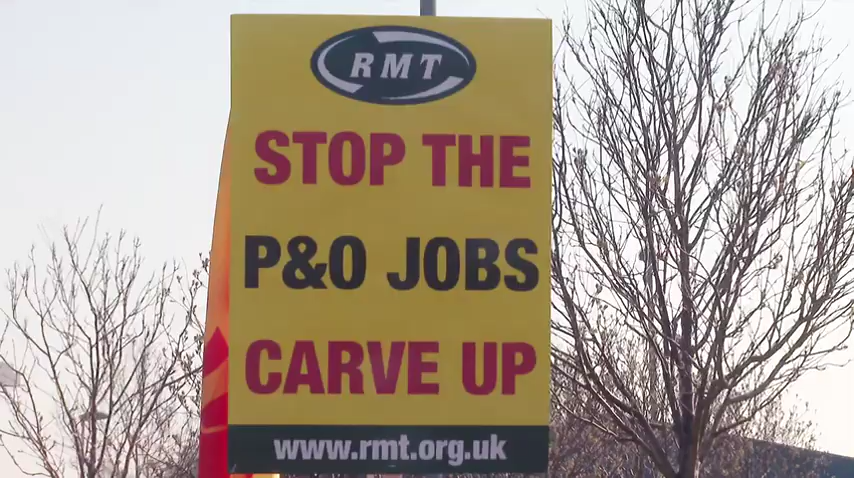 RMT
STOP THE
P&O JOBS
CARVE UP
www.rmt.org.uk